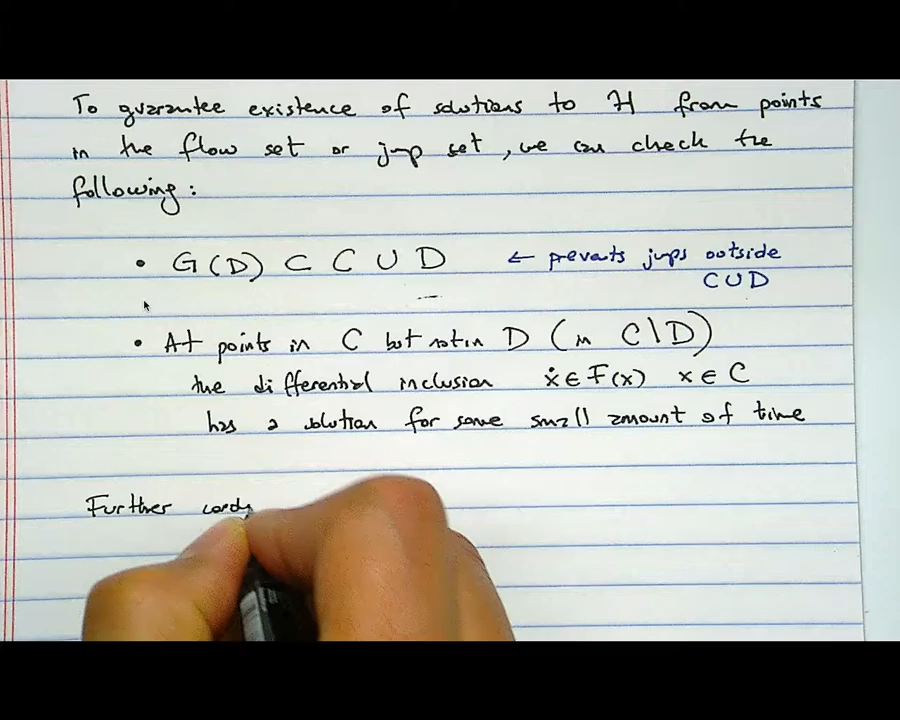 To guarantee existence of solutions to H from points
in the flow set or jump set, we can check the
following:
• G(D) ⊂ C ∪ D ← prevents jumps outside
C ∪ D
• At points in C but not in D (in C\D)
the differential inclusion ẋ ∈ F(x) x ∈ C
has a solution for some small amount of time
Further